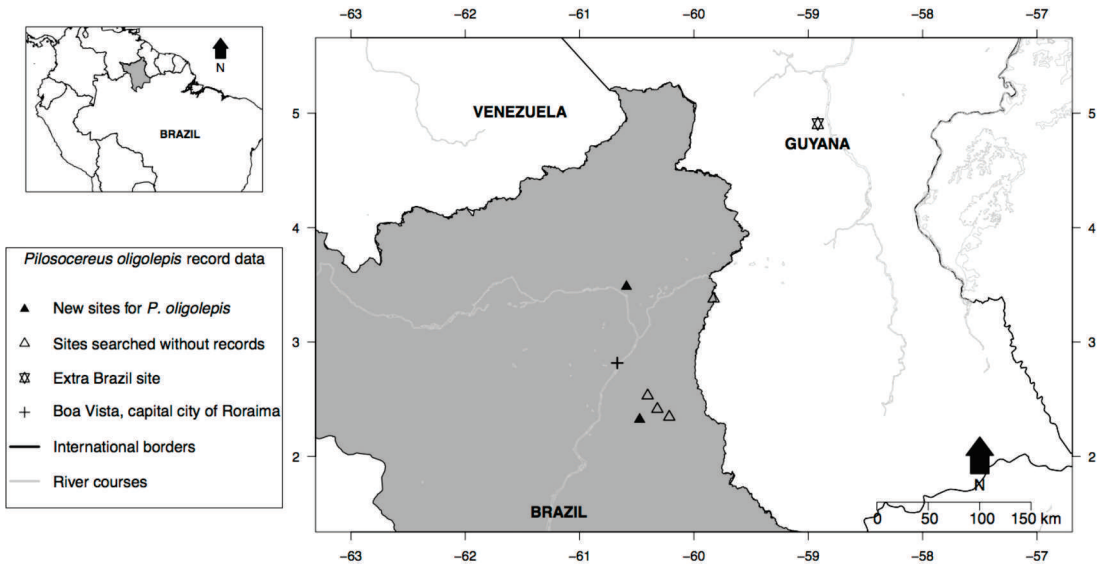 N
BRAZIL
Pilosocereus oligolepis record data
New sites for P. oligolepis
Sites searched without records
Extra Brazil site
Boa Vista, capital city of Roraima
International borders
River courses
−63 −62 −61 −60 −59 −58 −57
5
4
3
2
VENEZUELA
GUYANA
BRAZIL
N
0 50 100 150 km
5
4
3
2
−63 −62 −61 −60 −59 −58 −57